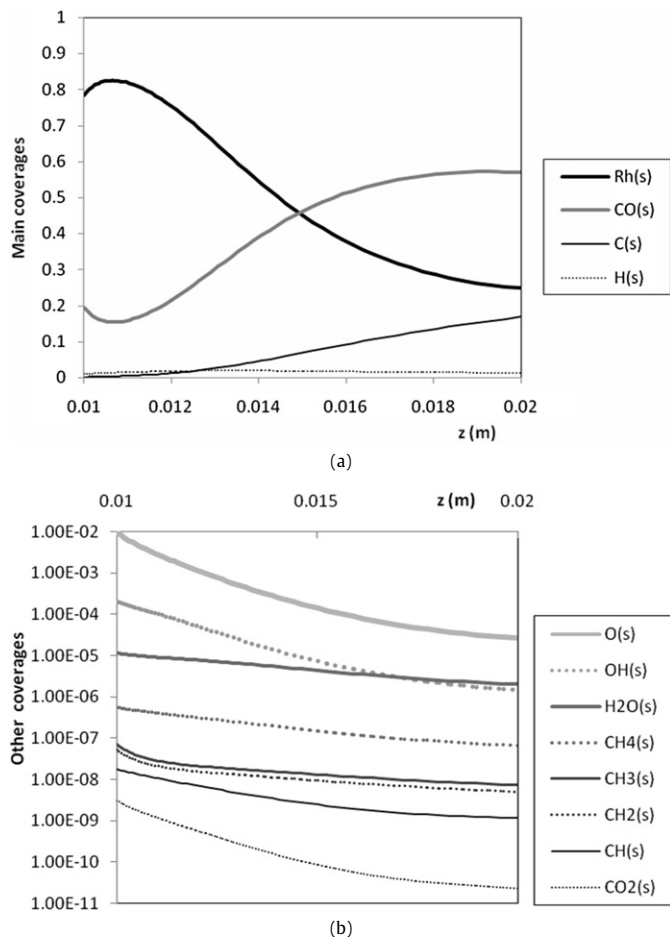 1
0.9
0.8
0.7
0.6
0.5
0.4
0.3
0.2
0.1
0
Main coverages
0.01 0.012 0.014 0.016 0.018 0.02
z (m)
Rh(s)
CO(s)
C(s)
H(s)
(a)
0.01 0.015 z (m) 0.02
1.00E-02
1.00E-03
1.00E-04
1.00E-05
1.00E-06
1.00E-07
1.00E-08
1.00E-09
1.00E-10
1.00E-11
Other coverages
O(s)
OH(s)
H2O(s)
CH4(s)
CH3(s)
CH2(s)
CH(s)
CO2(s)
(b)